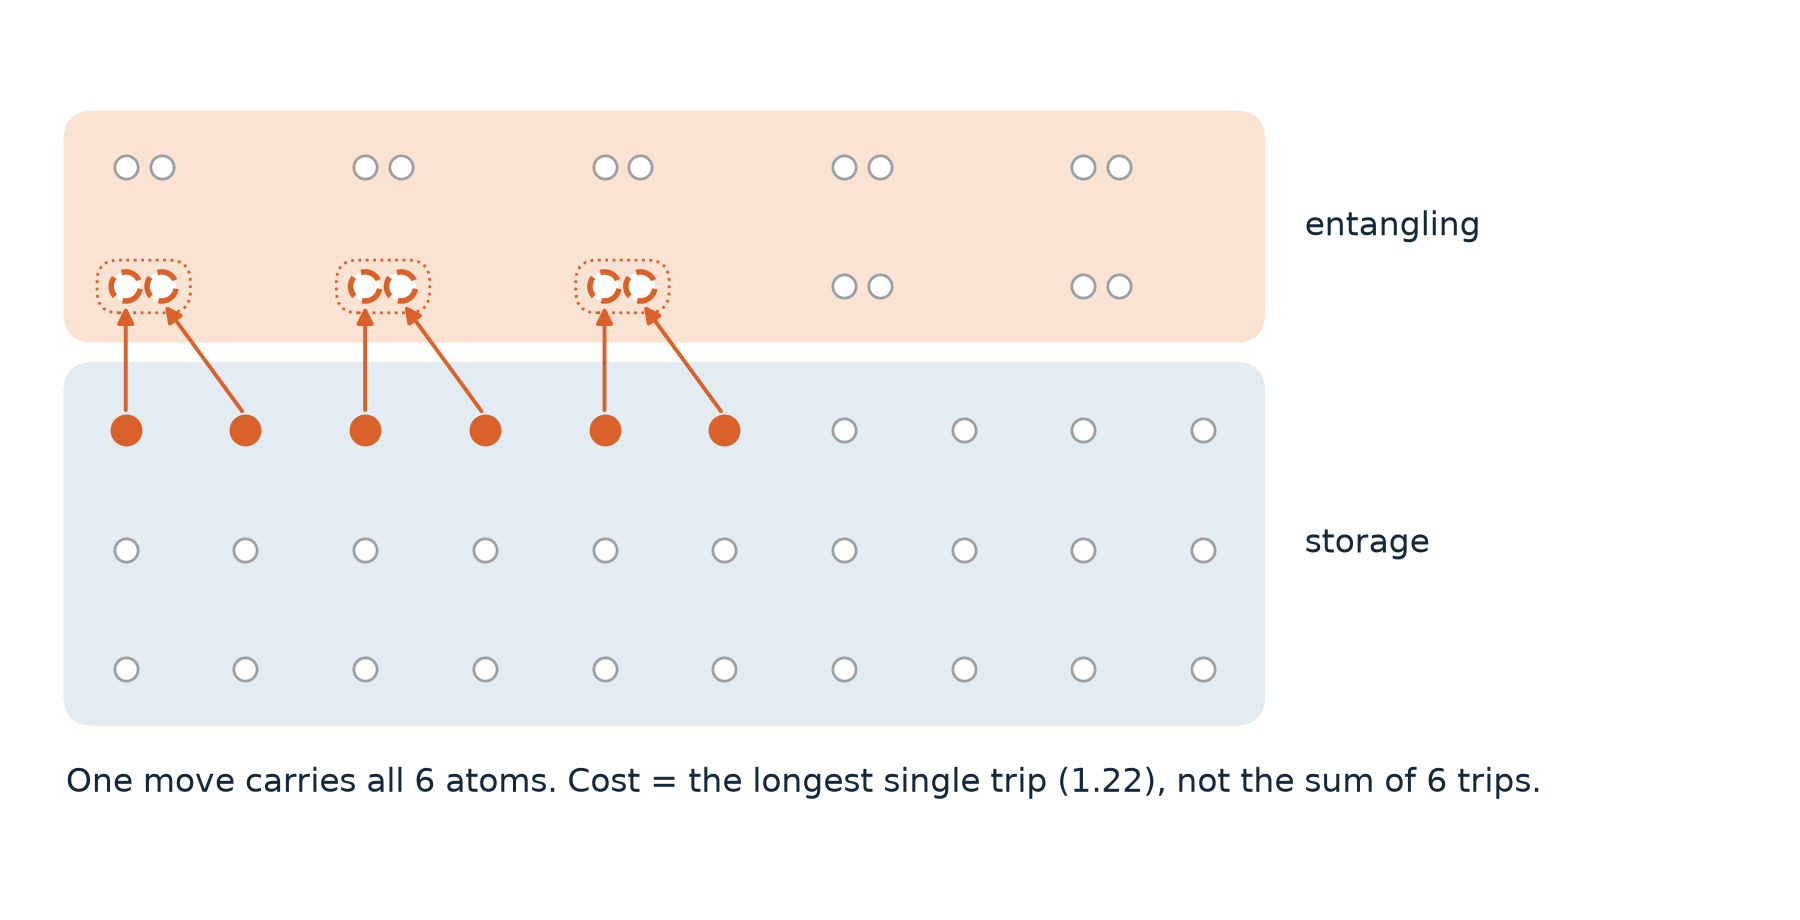 entangling
storage
One move carries all 6 atoms. Cost = the longest single trip (1.22), not the sum of 6 trips.